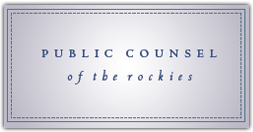 PUBLIC COUNSEL
of the rockies